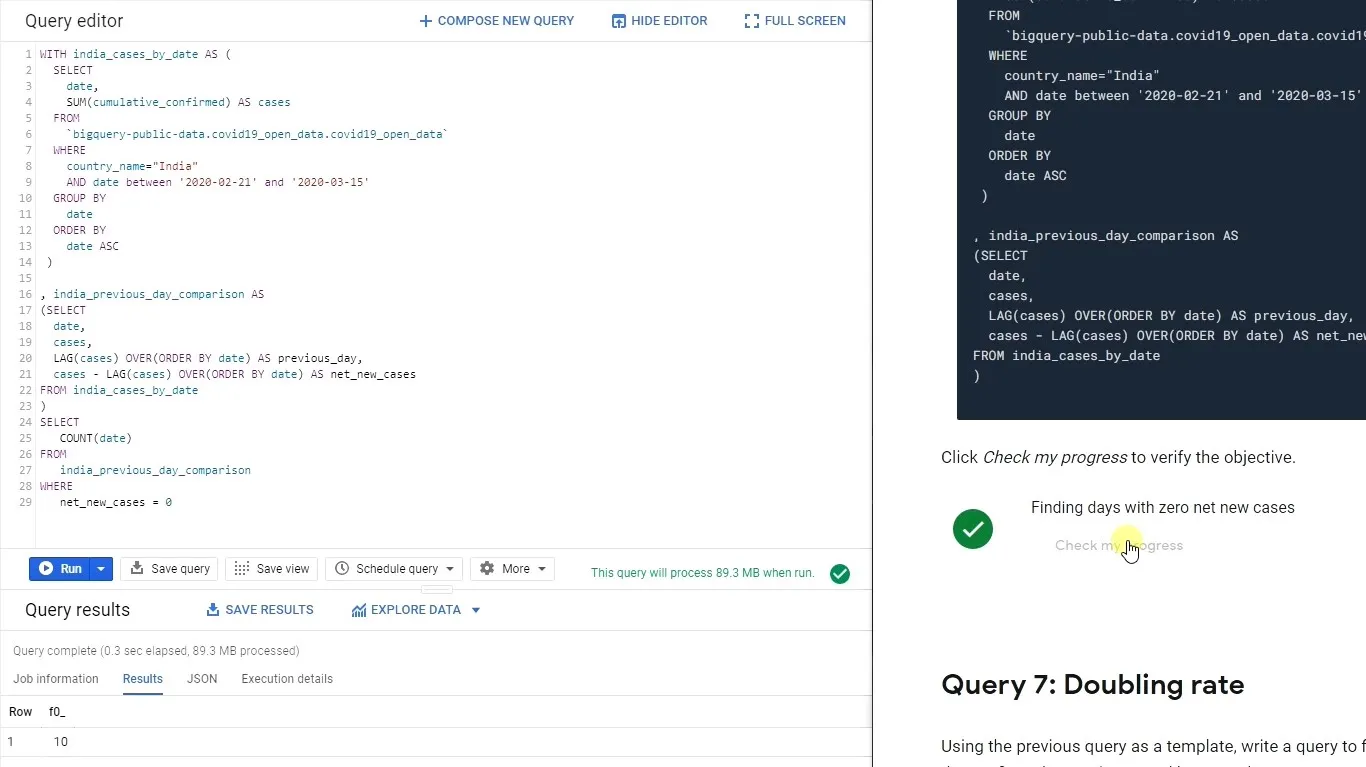 Query editor
COMPOSE NEW QUERY
HIDE EDITOR
FULL SCREEN
1 WITH india_cases_by_date AS (
2 SELECT
3 date,
4 SUM(cumulative_confirmed) AS cases
5 FROM
6 `bigquery-public-data.covid19_open_data.covid19_open_data`
7 WHERE
8 country_name="India"
9 AND date between '2020-02-21' and '2020-03-15'
10 GROUP BY
11 date
12 ORDER BY
13 date ASC
14 )
15
16 , india_previous_day_comparison AS
17 (SELECT
18 date,
19 cases,
20 LAG(cases) OVER(ORDER BY date) AS previous_day,
21 cases - LAG(cases) OVER(ORDER BY date) AS net_new_cases
22 FROM india_cases_by_date
23 )
24 SELECT
25 COUNT(date)
26 FROM
27 india_previous_day_comparison
28 WHERE
29 net_new_cases = 0
Run
Save query
Save view
Schedule query
More
This query will process 89.3 MB when run.
Query results
SAVE RESULTS
EXPLORE DATA
Query complete (0.3 sec elapsed, 89.3 MB processed)
Job information
Results
JSON
Execution details
Row f0_
1 10
FROM
`bigquery-public-data.covid19_open_data.covid19
WHERE
country_name="India"
AND date between '2020-02-21' and '2020-03-15'
GROUP BY
date
ORDER BY
date ASC
)
, india_previous_day_comparison AS
(SELECT
date,
cases,
LAG(cases) OVER(ORDER BY date) AS previous_day,
cases - LAG(cases) OVER(ORDER BY date) AS net_new
FROM india_cases_by_date
)
Click Check my progress to verify the objective.
Finding days with zero net new cases
Check my progress
Query 7: Doubling rate
Using the previous query as a template, write a query to f